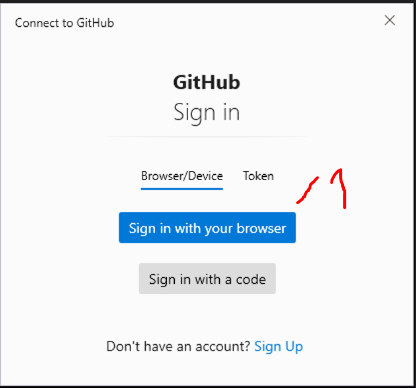 Connect to GitHub
GitHub
Sign in
Browser/Device Token
1
Sign in with your browser
Sign in with a code
Don't have an account? Sign Up